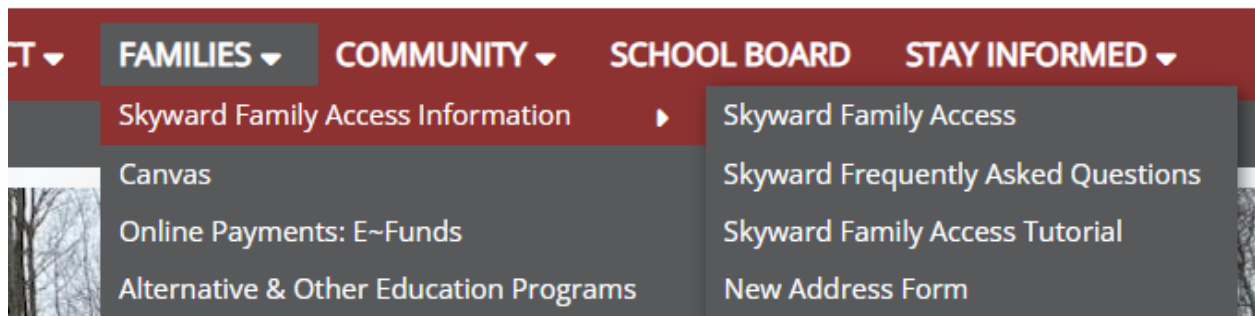 CT FAMILIES COMMUNITY SCHOOL BOARD STAY INFORMED
Skyward Family Access Information
Canvas
Online Payments: E~Funds
Alternative & Other Education Programs
Skyward Family Access
Skyward Frequently Asked Questions
Skyward Family Access Tutorial
New Address Form